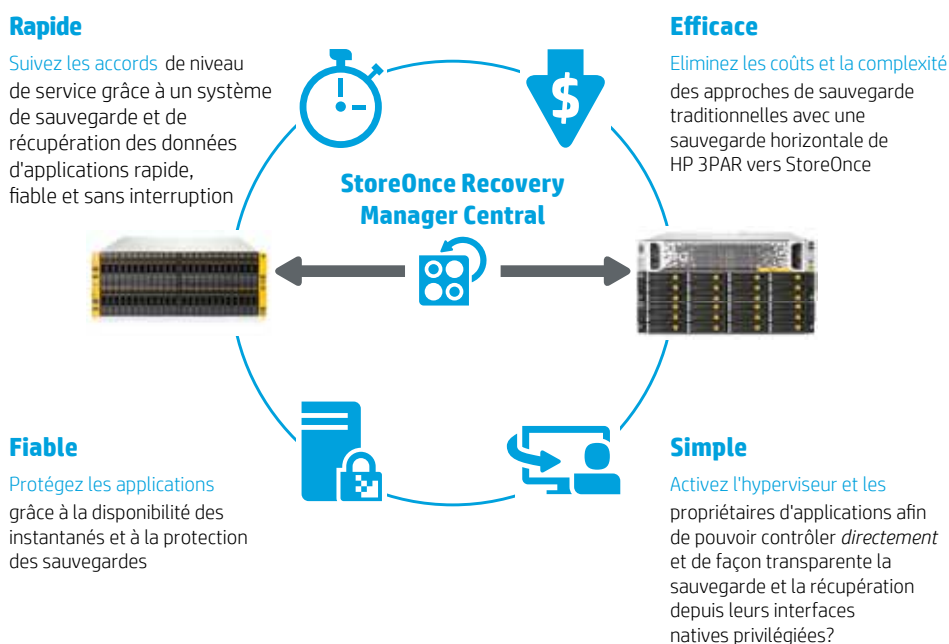 Rapide
Suivez les accords de niveau
de service grâce à un système
de sauvegarde et de
récupération des données
d'applications rapide,
fiable et sans interruption
Efficace
Eliminez les coûts et la complexité
des approches de sauvegarde
traditionnelles avec une
sauvegarde horizontale de
HP 3PAR vers StoreOnce
$
StoreOnce Recovery
Manager Central
Fiable
Protégez les applications
grâce à la disponibilité des
instantanés et à la protection
des sauvegardes
Simple
Activez l'hyperviseur et les
propriétaires d'applications afin
de pouvoir contrôler directement
et de façon transparente la
sauvegarde et la récupération
depuis leurs interfaces
natives privilégiées?